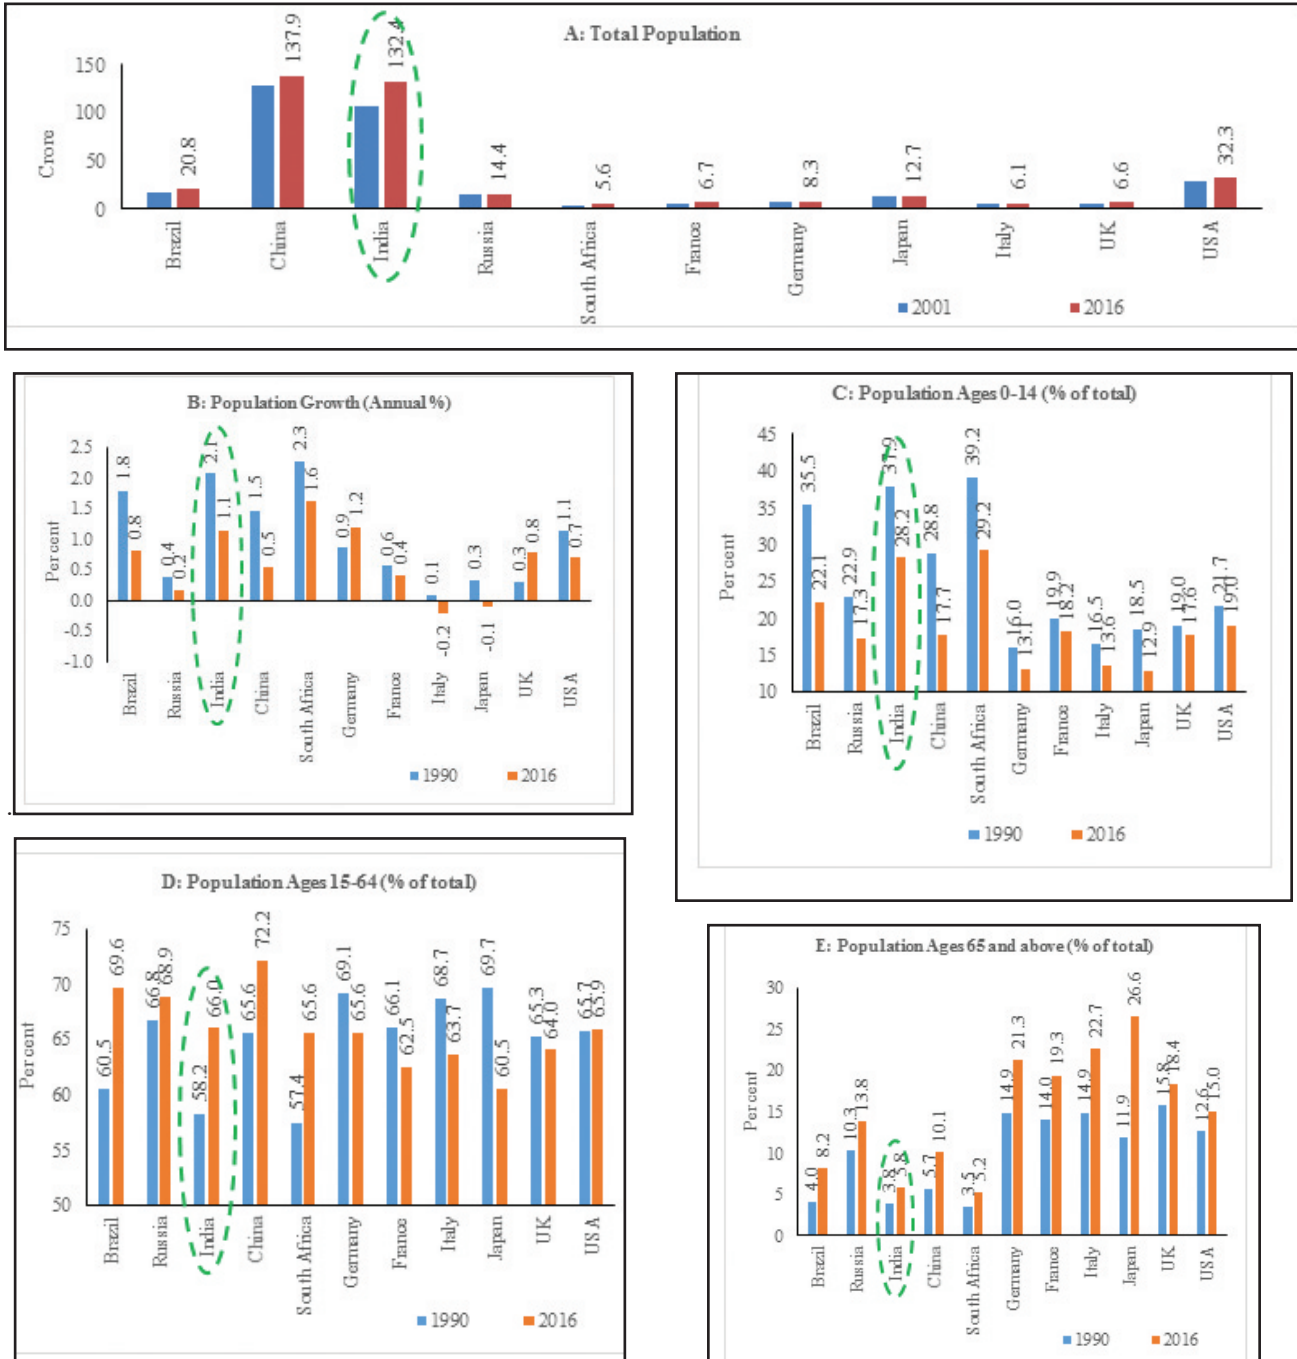 A: Total Population
Crore
150
100
50
0
20.8
137.9
132.4
14.4
5.6
6.7
8.3
12.7
6.1
6.6
32.3
Brazil
China
India
Russia
South Africa
France
Germany
Japan
Italy
UK
USA
2001
2016
B: Population Growth (Annual %)
Percent
2.5
2.0
1.5
1.0
0.5
0.0
-0.5
-1.0
1.8
0.8
0.4
0.2
2.1
1.1
1.5
0.5
2.3
1.6
0.9
1.2
0.6
0.4
0.1
-0.2
0.3
-0.1
0.3
0.8
1.1
0.7
Brazil
Russia
India
China
South Africa
Germany
France
Italy
Japan
UK
USA
1990
2016
C: Population Ages 0-14 (% of total)
Percent
45
40
35
30
25
20
15
10
35.5
22.1
22.9
17.3
37.9
28.2
28.8
17.7
39.2
29.2
16.0
13.1
19.9
18.2
16.5
13.6
18.5
12.9
19.0
17.6
21.7
19.0
Brazil
Russia
India
China
South Africa
Germany
France
Italy
Japan
UK
USA
1990
2016
D: Population Ages 15-64 (% of total)
Percent
75
70
65
60
55
50
60.5
69.6
66.8
68.9
58.2
66.0
65.6
72.2
57.4
65.6
69.1
65.6
66.1
62.5
68.7
63.7
69.7
60.5
65.3
64.0
65.7
65.9
Brazil
Russia
India
China
South Africa
Germany
France
Italy
Japan
UK
USA
1990
2016
E: Population Ages 65 and above (% of total)
Percent
30
25
20
15
10
5
0
4.0
8.2
10.3
13.8
3.8
5.8
5.7
10.1
3.5
5.2
14.9
21.3
14.0
19.3
14.9
22.7
11.9
26.6
15.8
18.4
12.6
15.0
Brazil
Russia
India
China
South Africa
Germany
France
Italy
Japan
UK
USA
1990
2016